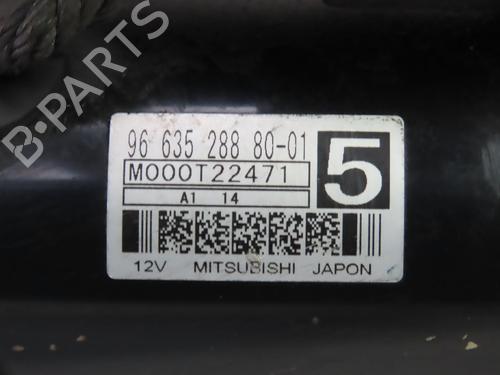 96 635 288 80-01
5
M000T22471
A1 14
12V MITSUBISHI JAPON
B-PARTS